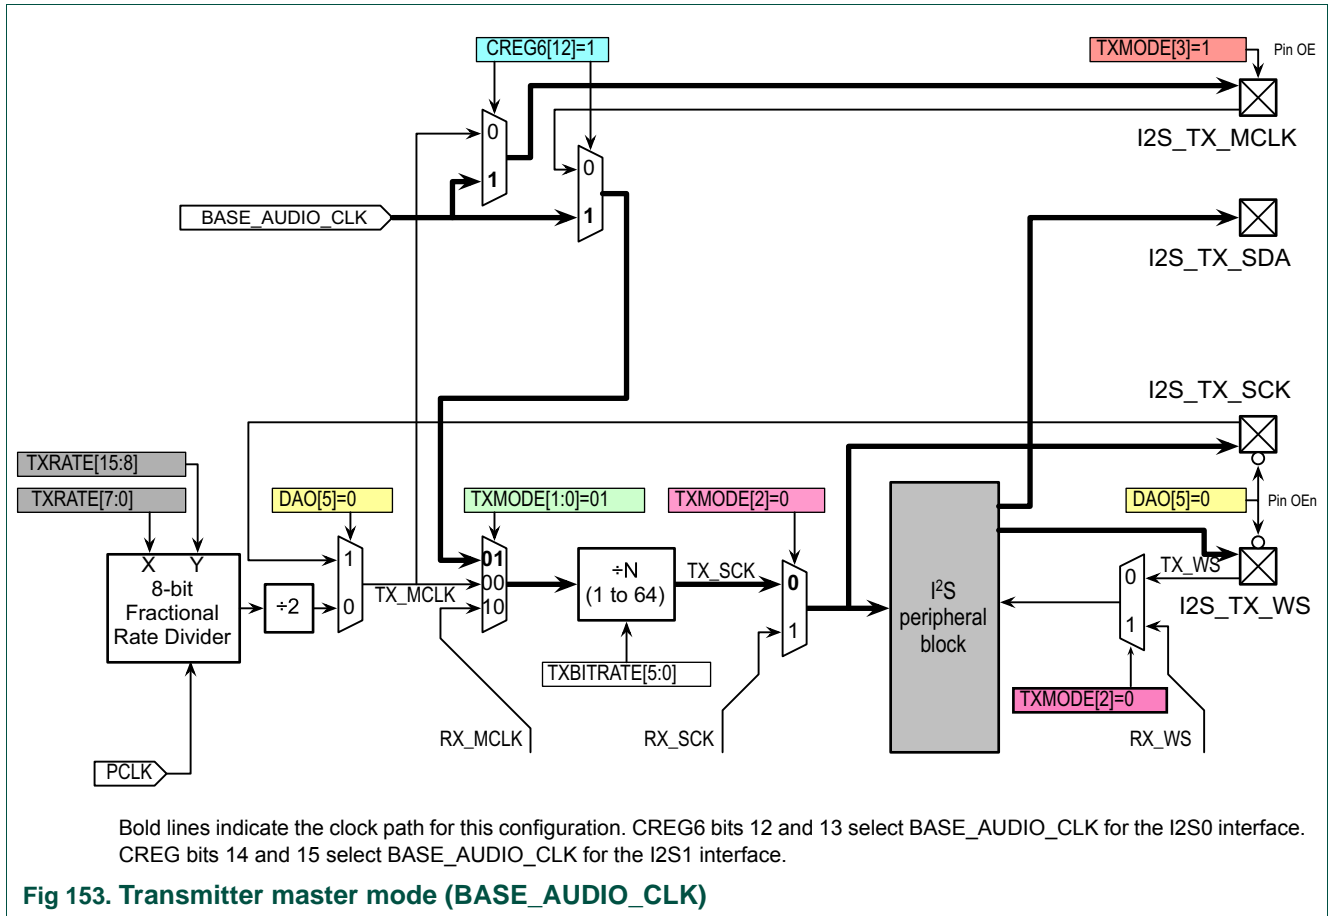 CREG6[12]=1
TXMODE[3]=1
Pin OE
0
1
0
1
I2S_TX_MCLK
BASE_AUDIO_CLK
I2S_TX_SDA
I2S_TX_SCK
TXRATE[15:8]
TXRATE[7:0]
DAO[5]=0
TXMODE[1:0]=01
TXMODE[2]=0
DAO[5]=0
Pin OEn
X Y
8-bit
Fractional
Rate Divider
÷2
1
0
TX_MCLK
01
00
10
÷N
(1 to 64)
TX_SCK
0
1
I²S
peripheral
block
0
1
TX_WS
I2S_TX_WS
TXBITRATE[5:0]
TXMODE[2]=0
RX_MCLK
RX_SCK
RX_WS
PCLK
Bold lines indicate the clock path for this configuration. CREG6 bits 12 and 13 select BASE_AUDIO_CLK for the I2S0 interface.
CREG bits 14 and 15 select BASE_AUDIO_CLK for the I2S1 interface.
Fig 153. Transmitter master mode (BASE_AUDIO_CLK)